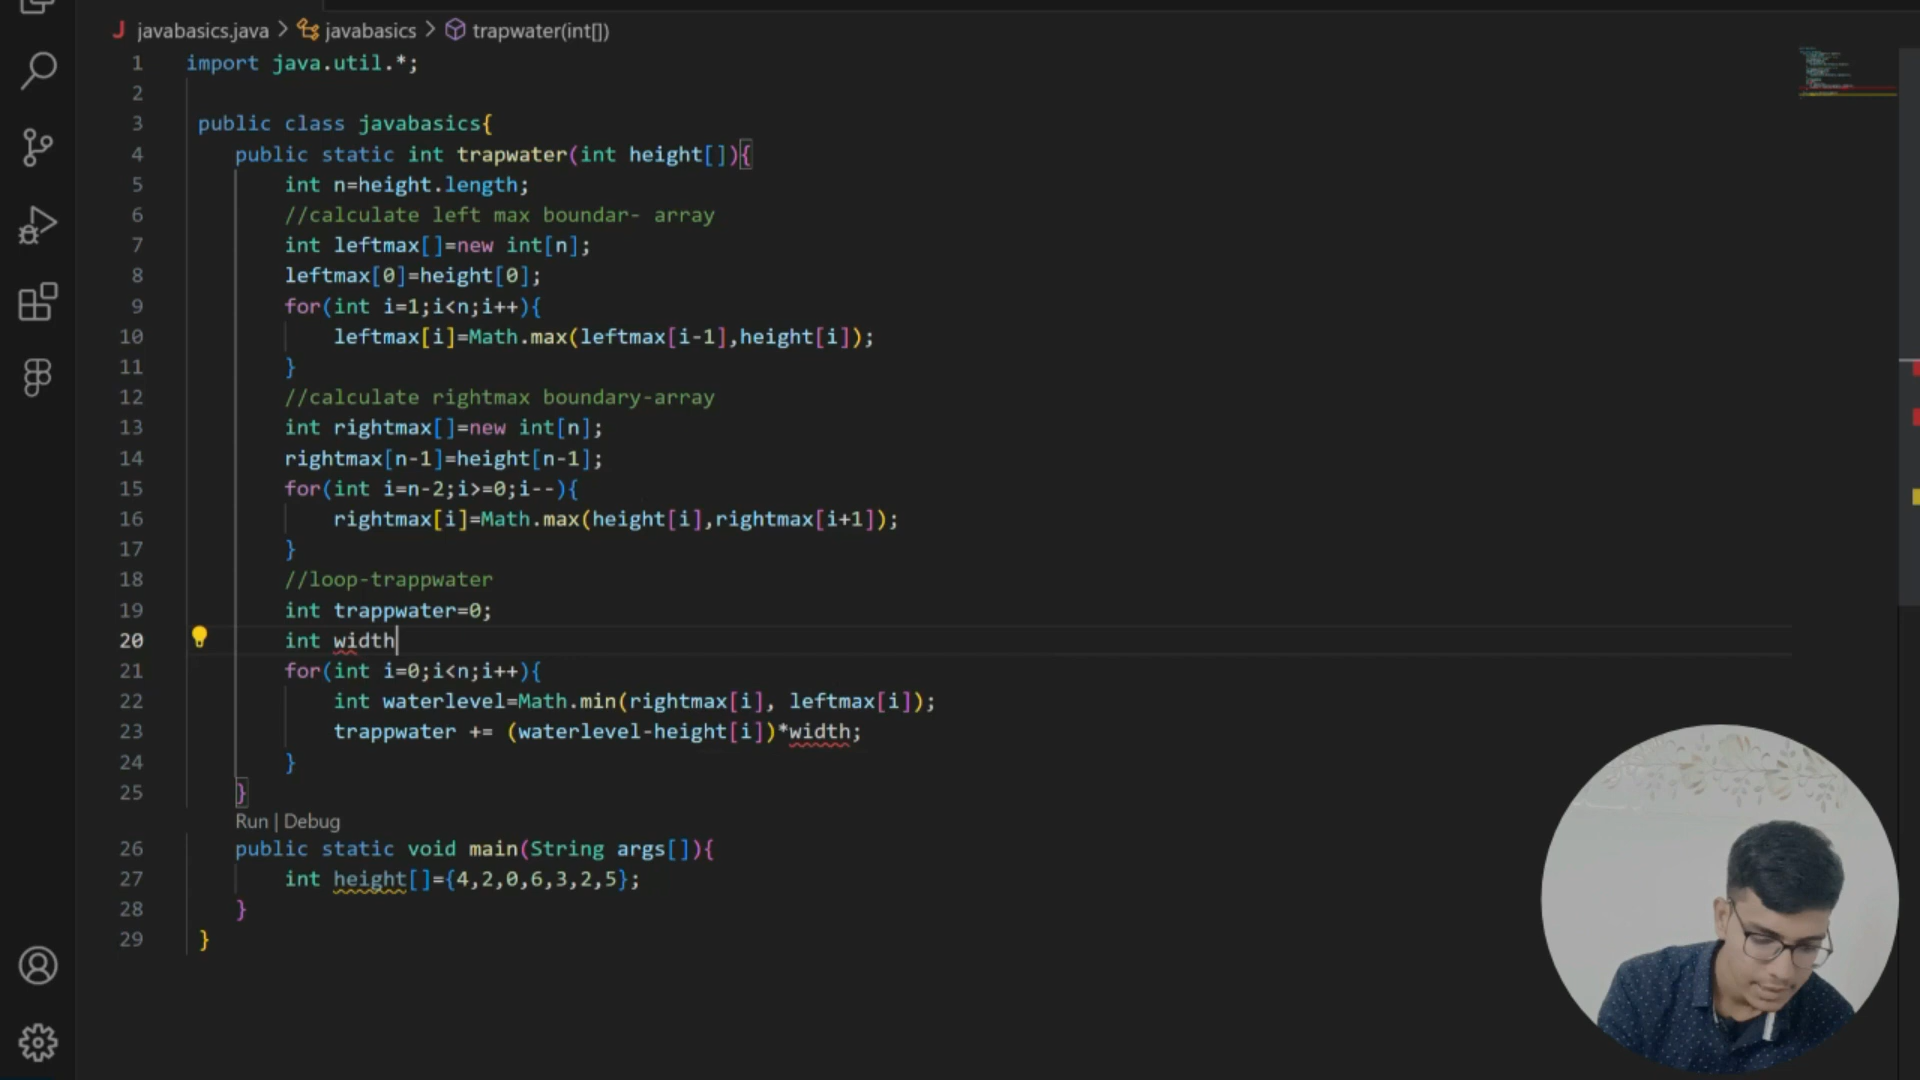 J javabasics.java > javabasics > trapwater(int[])
1 import java.util.*;
2
3 public class javabasics{
4 public static int trapwater(int height[]){
5 int n=height.length;
6 //calculate left max boundar- array
7 int leftmax[]=new int[n];
8 leftmax[0]=height[0];
9 for(int i=1;i<n;i++){
10 leftmax[i]=Math.max(leftmax[i-1],height[i]);
11 }
12 //calculate rightmax boundary-array
13 int rightmax[]=new int[n];
14 rightmax[n-1]=height[n-1];
15 for(int i=n-2;i>=0;i--){
16 rightmax[i]=Math.max(height[i],rightmax[i+1]);
17 }
18 //loop-trappwater
19 int trappwater=0;
20 int width
21 for(int i=0;i<n;i++){
22 int waterlevel=Math.min(rightmax[i], leftmax[i]);
23 trappwater += (waterlevel-height[i])*width;
24 }
25 }
Run | Debug
26 public static void main(String args[]){
27 int height[]={4,2,0,6,3,2,5};
28 }
29 }